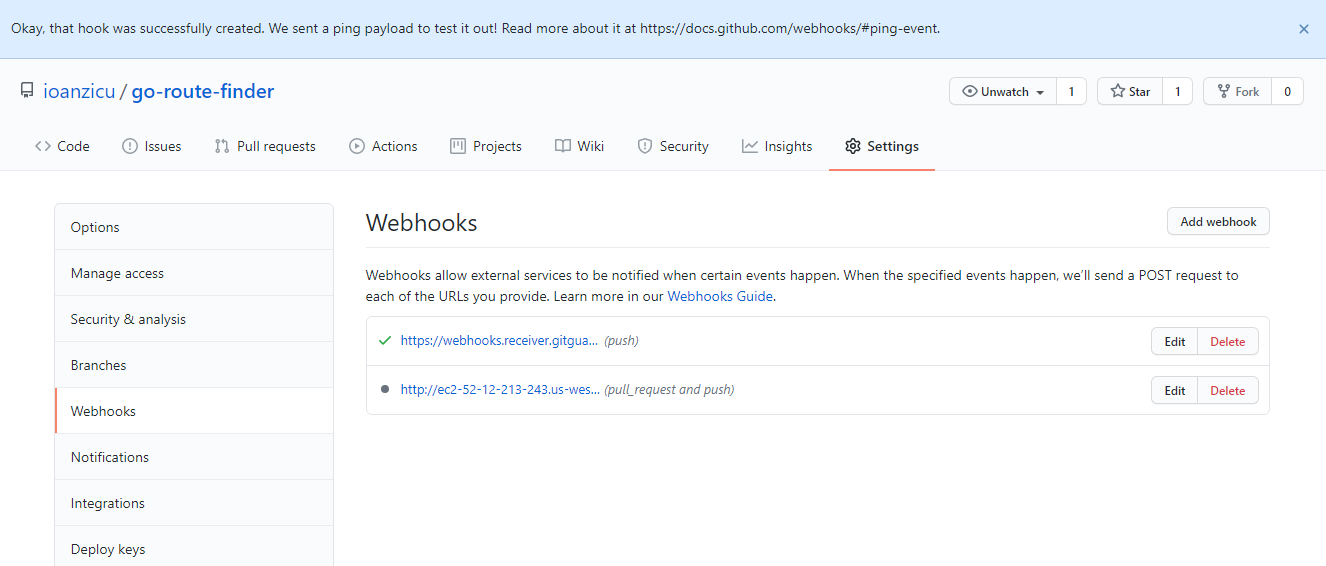 Okay, that hook was successfully created. We sent a ping payload to test it out! Read more about it at https://docs.github.com/webhooks/#ping-event.
ioanzicu / go-route-finder
Unwatch 1
Star 1
Fork 0
Code Issues Pull requests Actions Projects Wiki Security Insights Settings
Options
Manage access
Security & analysis
Branches
Webhooks
Notifications
Integrations
Deploy keys
Webhooks
Add webhook
Webhooks allow external services to be notified when certain events happen. When the specified events happen, we’ll send a POST request to
each of the URLs you provide. Learn more in our Webhooks Guide.
https://webhooks.receiver.gitgua... (push) Edit Delete
http://ec2-52-12-213-243.us-wes... (pull_request and push) Edit Delete